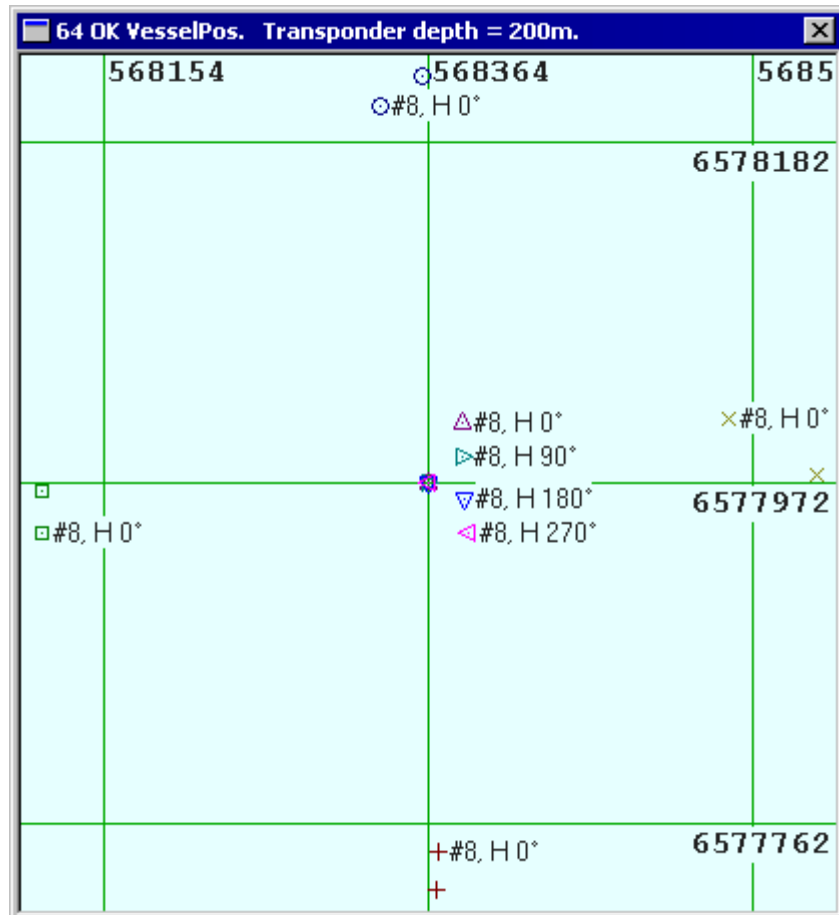 64 OK VesselPos. Transponder depth = 200m.
568154
568364
5685
#8, H 0°
6578182
#8, H 0°
#8, H 0°
#8, H 90°
#8, H 180°
6577972
#8, H 0°
#8, H 270°
6577762
#8, H 0°